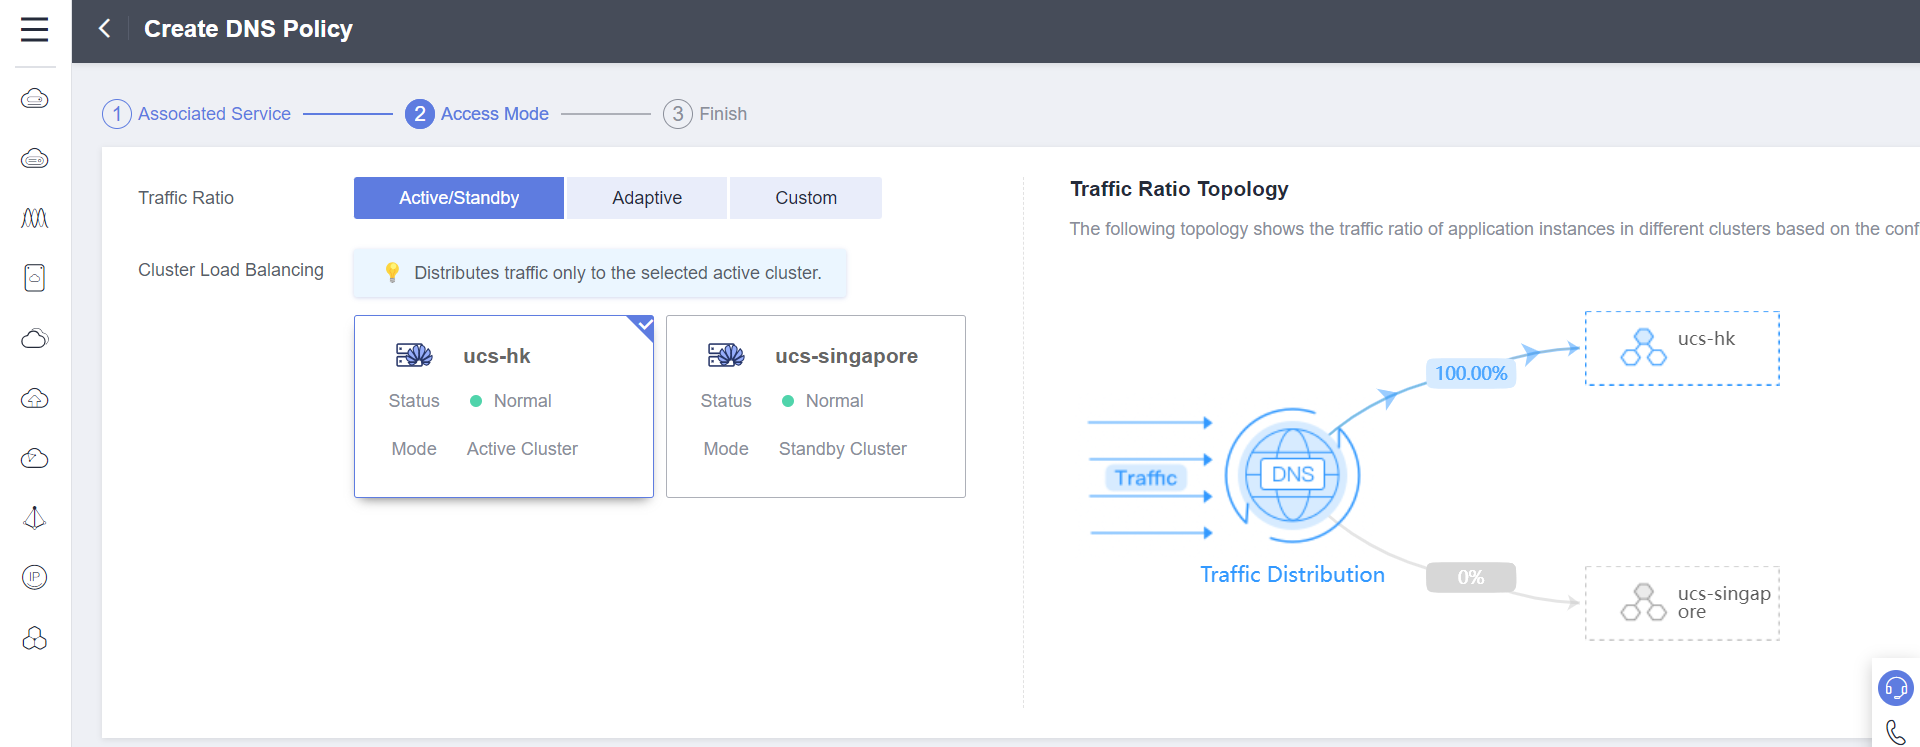 Create DNS Policy
1 Associated Service 2 Access Mode 3 Finish
Traffic Ratio Active/Standby Adaptive Custom
Cluster Load Balancing Distributes traffic only to the selected active cluster.
ucs-hk
Status Normal
Mode Active Cluster
ucs-singapore
Status Normal
Mode Standby Cluster
Traffic Ratio Topology
The following topology shows the traffic ratio of application instances in different clusters based on the conf
Traffic
DNS
Traffic Distribution
100.00%
ucs-hk
0%
ucs-singap
ore
IP